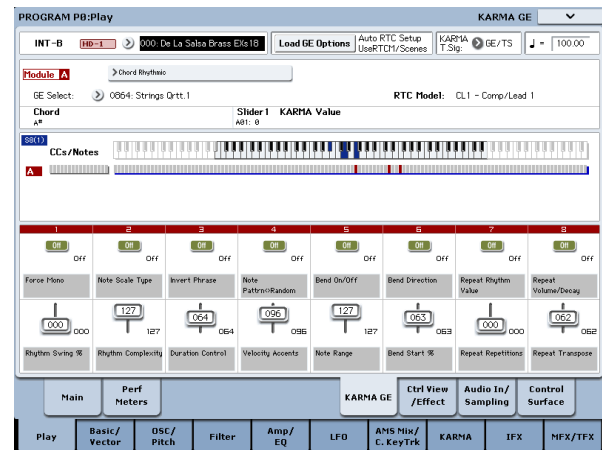 PROGRAM P0:Play KARMA GE
INT-B HD-1 000: De La Salsa Brass EXs18 Load GE Options Auto RTC Setup UseRTCM/Scenes KARMA T.Sig: GE/TS ♩ = 100.00
Module A Chord Rhythmic
GE Select: 0864: Strings Qrtt.1 RTC Model: CL1 - Comp/Lead 1
Chord Slider1 KARMA Value
A# A01: 0
S8(1)
CCs/Notes
A
1 2 3 4 5 6 7 8
Off Off Off Off Off Off Off Off
Off Off Off Off Off Off Off Off
Force Mono Note Scale Type Invert Phrase Note Pattrn<>Random Bend On/Off Bend Direction Repeat Rhythm Value Repeat Volume/Decay
000 000 127 127 064 064 096 096 127 127 063 063 000 000 062 062
Rhythm Swing % Rhythm Complexity Duration Control Velocity Accents Note Range Bend Start % Repeat Repetitions Repeat Transpose
Main Perf Meters KARMA GE Ctrl View /Effect Audio In/ Sampling Control Surface
Play Basic/ Vector OSC/ Pitch Filter Amp/ EQ LFO AMS Mix/ C. KeyTrk KARMA IFX MFX/TFX